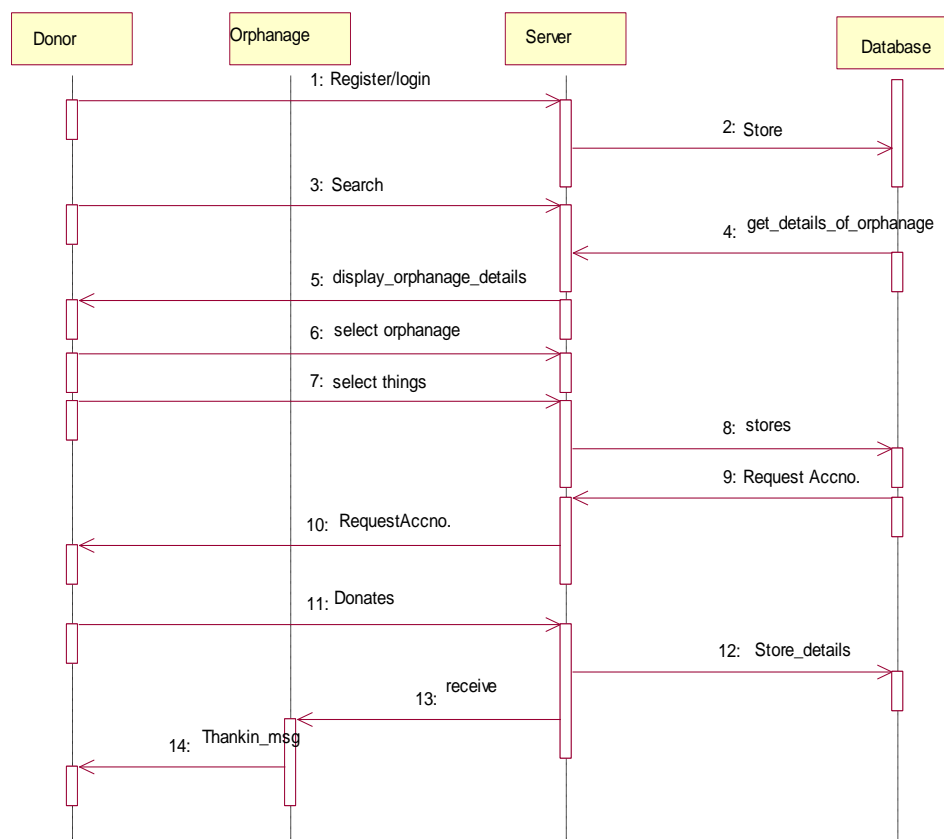 Donor
Orphanage
Server
Database
1: Register/login
2: Store
3: Search
4: get_details_of_orphanage
5: display_orphanage_details
6: select orphanage
7: select things
8: stores
9: Request Accno.
10: RequestAccno.
11: Donates
12: Store_details
13: receive
14: Thankin_msg